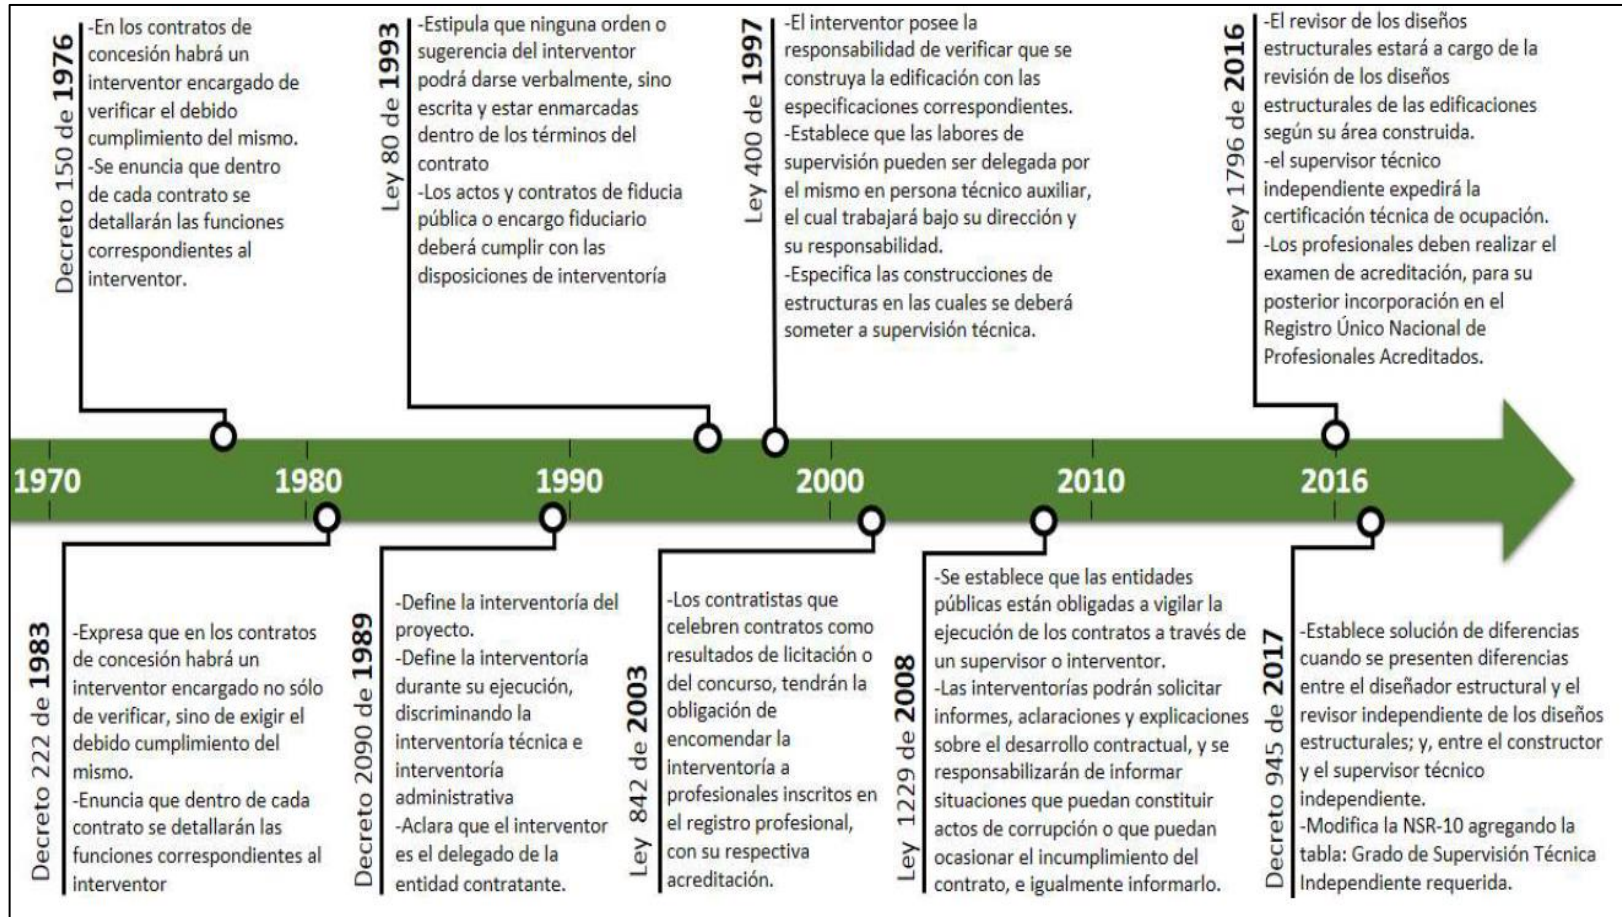 Decreto 150 de 1976
-En los contratos de
concesión habrá un
interventor encargado de
verificar el debido
cumplimiento del mismo.
-Se enuncia que dentro
de cada contrato se
detallarán las funciones
correspondientes al
interventor.
Ley 80 de 1993
-Estipula que ninguna orden o
sugerencia del interventor
podrá darse verbalmente, sino
escrita y estar enmarcadas
dentro de los términos del
contrato
-Los actos y contratos de fiducia
pública o encargo fiduciario
deberá cumplir con las
disposiciones de interventoría
Ley 400 de 1997
-El interventor posee la
responsabilidad de verificar que se
construya la edificación con las
especificaciones correspondientes.
-Establece que las labores de
supervisión pueden ser delegada por
el mismo en persona técnico auxiliar,
el cual trabajará bajo su dirección y
su responsabilidad.
-Especifica las construcciones de
estructuras en las cuales se deberá
someter a supervisión técnica.
Ley 1796 de 2016
-El revisor de los diseños
estructurales estará a cargo de la
revisión de los diseños
estructurales de las edificaciones
según su área construida.
-el supervisor técnico
independiente expedirá la
certificación técnica de ocupación.
-Los profesionales deben realizar el
examen de acreditación, para su
posterior incorporación en el
Registro Único Nacional de
Profesionales Acreditados.
1970 1980 1990 2000 2010 2016
Decreto 222 de 1983
-Expresa que en los contratos
de concesión habrá un
interventor encargado no sólo
de verificar, sino de exigir el
debido cumplimiento del
mismo.
-Enuncia que dentro de cada
contrato se detallarán las
funciones correspondientes al
interventor
Decreto 2090 de 1989
-Define la interventoría del
proyecto.
-Define la interventoría
durante su ejecución,
discriminando la
interventoría técnica e
interventoría
administrativa
-Aclara que el interventor
es el delegado de la
entidad contratante.
Ley 842 de 2003
-Los contratistas que
celebren contratos como
resultados de licitación o
del concurso, tendrán la
obligación de
encomendar la
interventoría a
profesionales inscritos en
el registro profesional,
con su respectiva
acreditación.
Ley 1229 de 2008
-Se establece que las entidades
públicas están obligadas a vigilar la
ejecución de los contratos a través de
un supervisor o interventor.
-Las interventorías podrán solicitar
informes, aclaraciones y explicaciones
sobre el desarrollo contractual, y se
responsabilizarán de informar
situaciones que puedan constituir
actos de corrupción o que puedan
ocasionar el incumplimiento del
contrato, e igualmente informarlo.
Decreto 945 de 2017
-Establece solución de diferencias
cuando se presenten diferencias
entre el diseñador estructural y el
revisor independiente de los diseños
estructurales; y, entre el constructor
y el supervisor técnico
independiente.
-Modifica la NSR-10 agregando la
tabla: Grado de Supervisión Técnica
Independiente requerida.